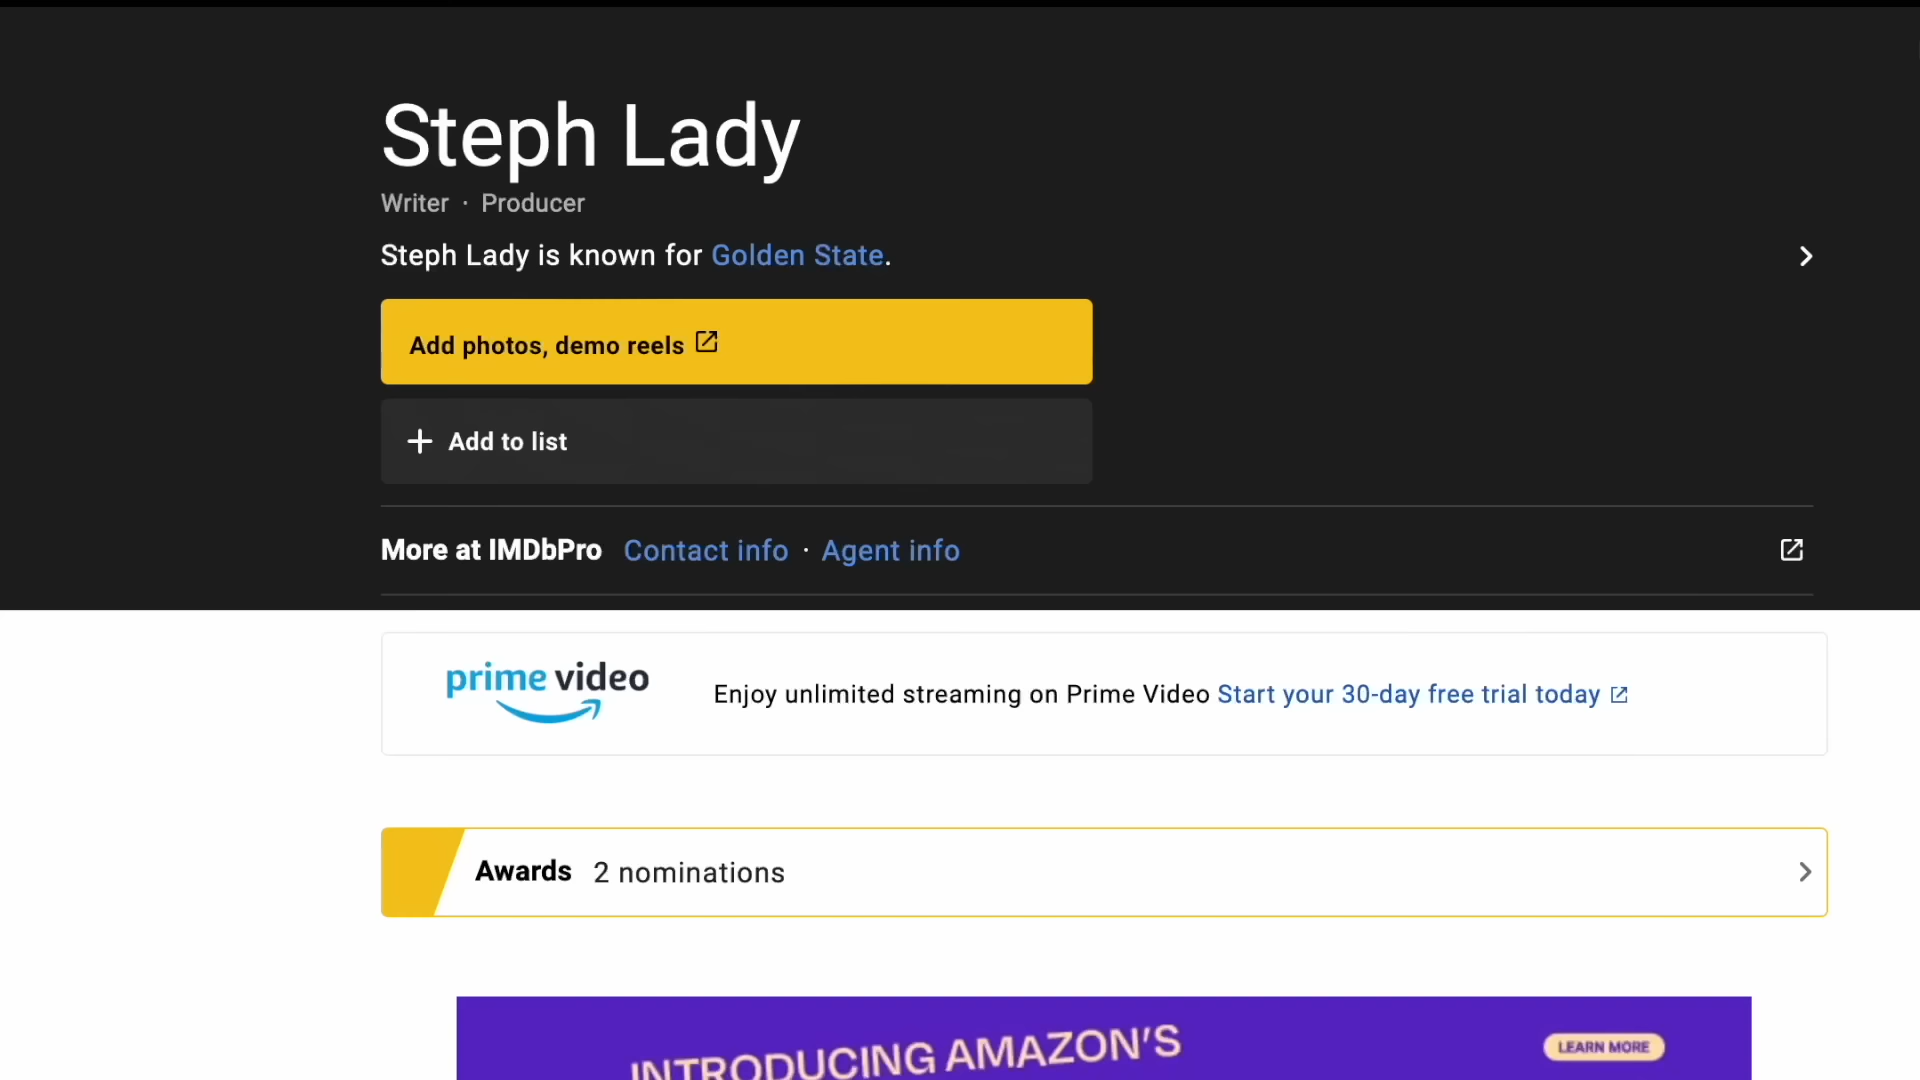 Steph Lady
Writer · Producer
Steph Lady is known for Golden State.
Add photos, demo reels
Add to list
More at IMDbPro Contact info · Agent info
prime video
Enjoy unlimited streaming on Prime Video Start your 30-day free trial today
Awards 2 nominations
INTRODUCING AMAZON'S
LEARN MORE